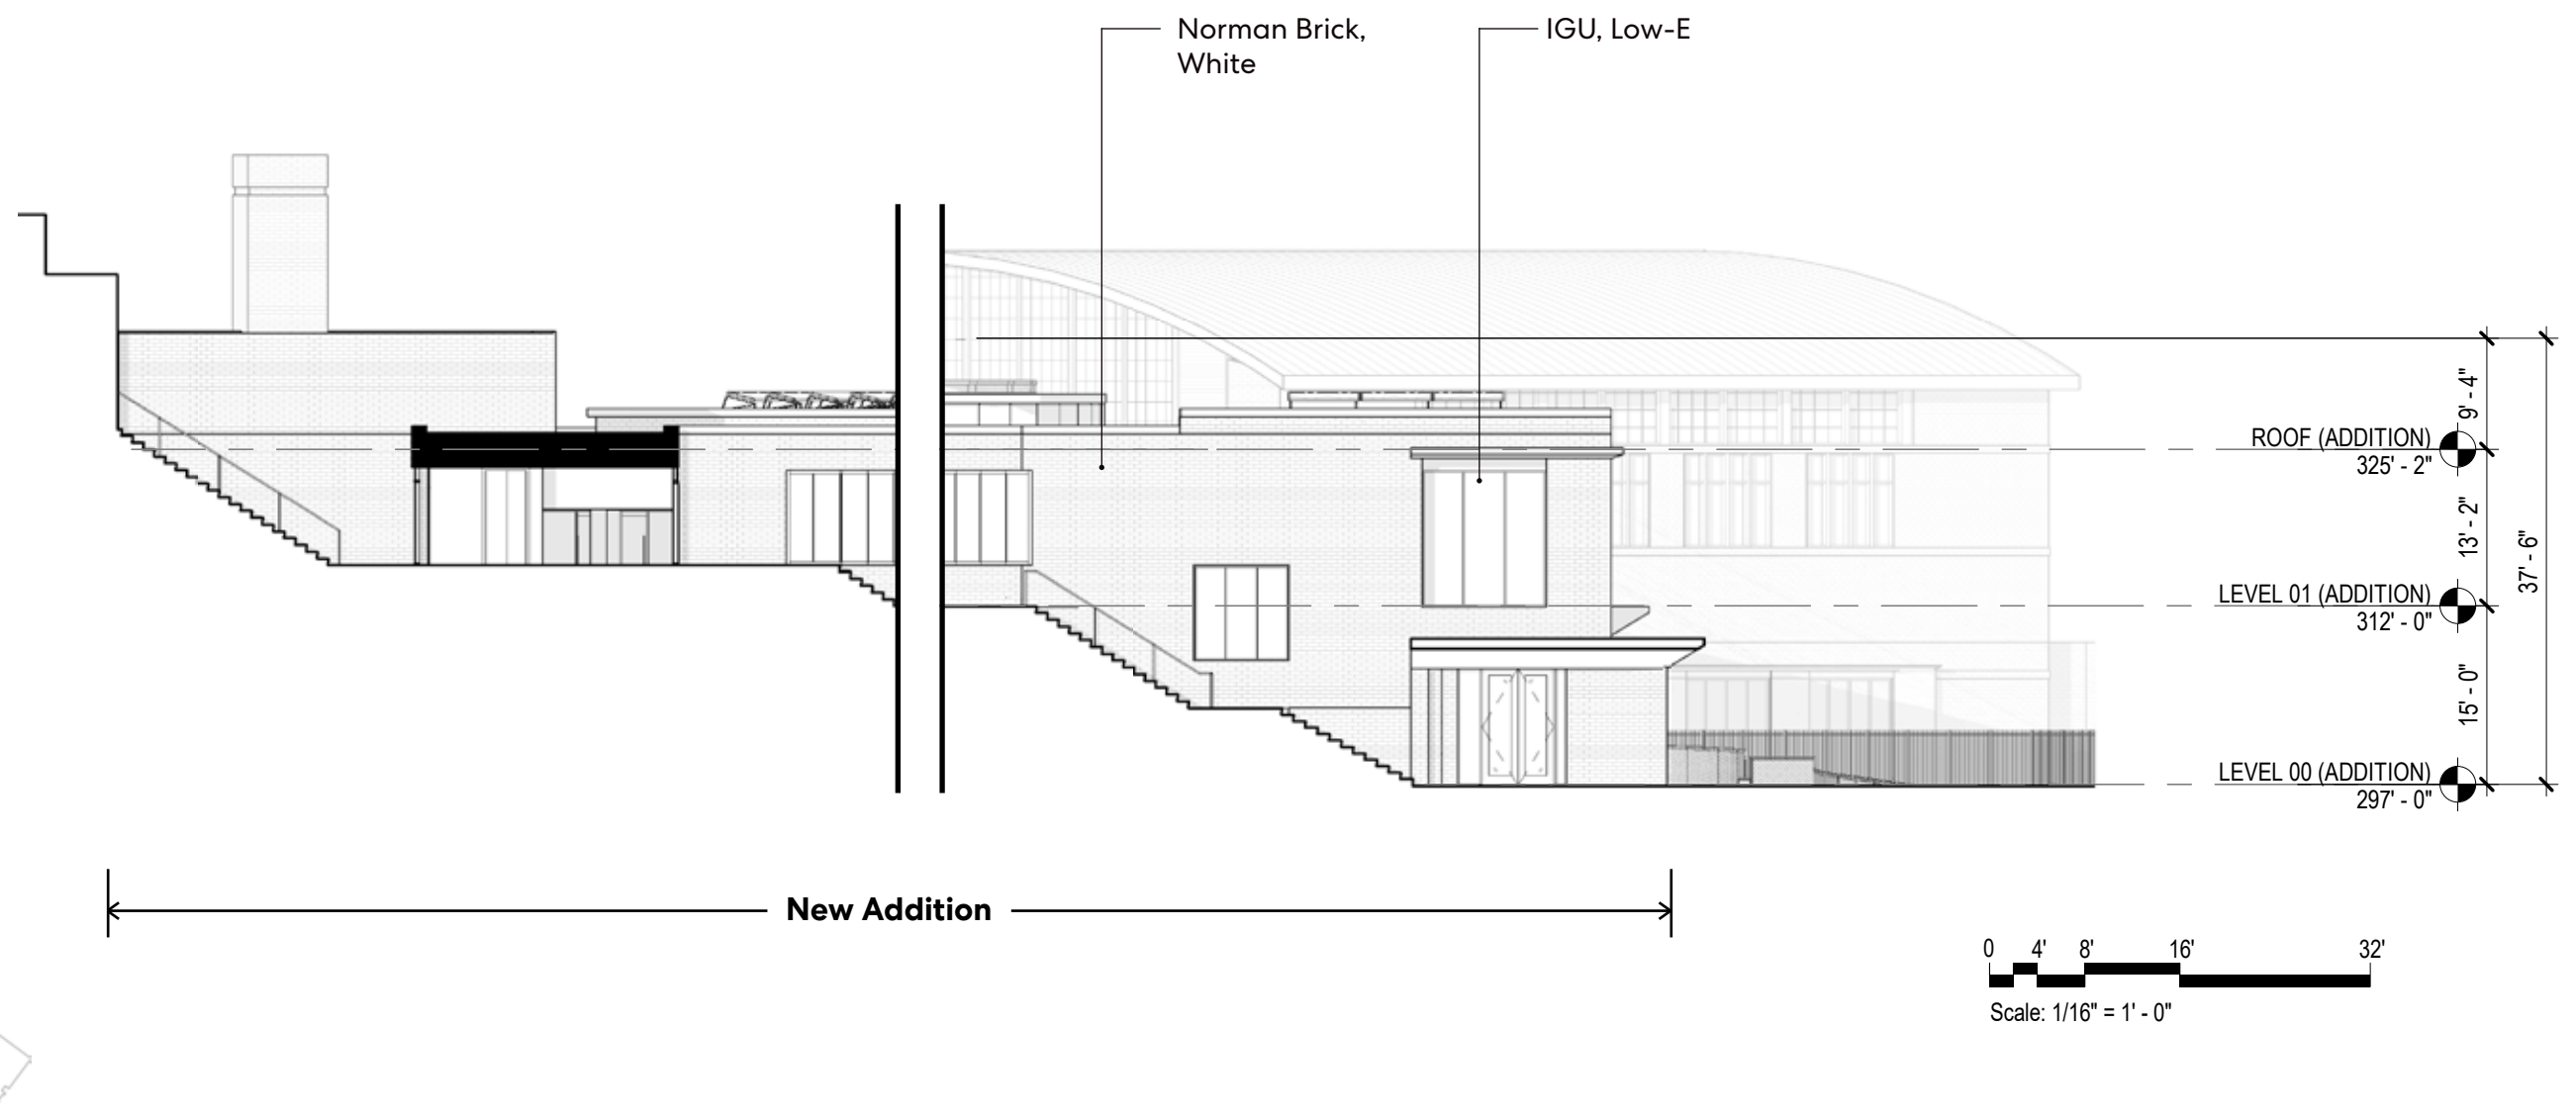 Norman Brick,
White
IGU, Low-E
9' - 4"
ROOF (ADDITION)
325' - 2"
13' - 2"
37' - 6"
LEVEL 01 (ADDITION)
312' - 0"
15' - 0"
LEVEL 00 (ADDITION)
297' - 0"
New Addition
0 4' 8' 16' 32'
Scale: 1/16" = 1' - 0"